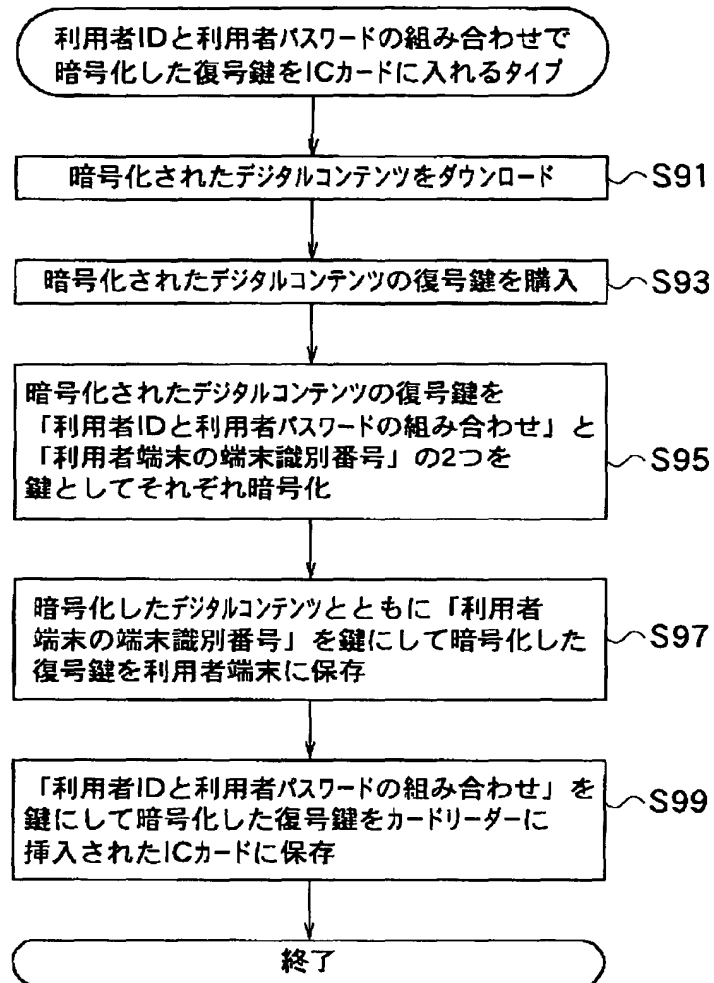 利用者IDと利用者パスワードの組み合わせで
暗号化した復号鍵をICカードに入れるタイプ
暗号化されたデジタルコンテンツをダウンロード
S91
暗号化されたデジタルコンテンツの復号鍵を購入
S93
暗号化されたデジタルコンテンツの復号鍵を
「利用者IDと利用者パスワードの組み合わせ」と
「利用者端末の端末識別番号」の2つを
鍵としてそれぞれ暗号化
S95
暗号化したデジタルコンテンツとともに「利用者
端末の端末識別番号」を鍵にして暗号化した
復号鍵を利用者端末に保存
S97
「利用者IDと利用者パスワードの組み合わせ」を
鍵にして暗号化した復号鍵をカードリーダーに
挿入されたICカードに保存
S99
終了